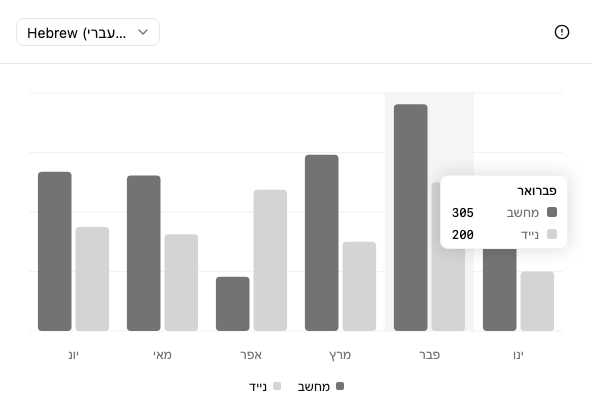 Hebrew (עברי...
פברואר
מחשב 305
נייד 200
ינו
פבר
מרץ
אפר
מאי
יונ
מחשב
נייד